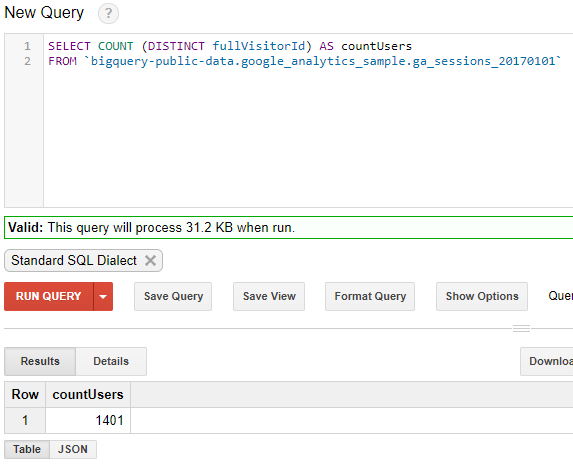 New Query ?
1 SELECT COUNT (DISTINCT fullVisitorId) AS countUsers
2 FROM `bigquery-public-data.google_analytics_sample.ga_sessions_20170101`
Valid: This query will process 31.2 KB when run.
Standard SQL Dialect
RUN QUERY Save Query Save View Format Query Show Options Quer
Results Details Downloa
Row countUsers
1 1401
Table JSON